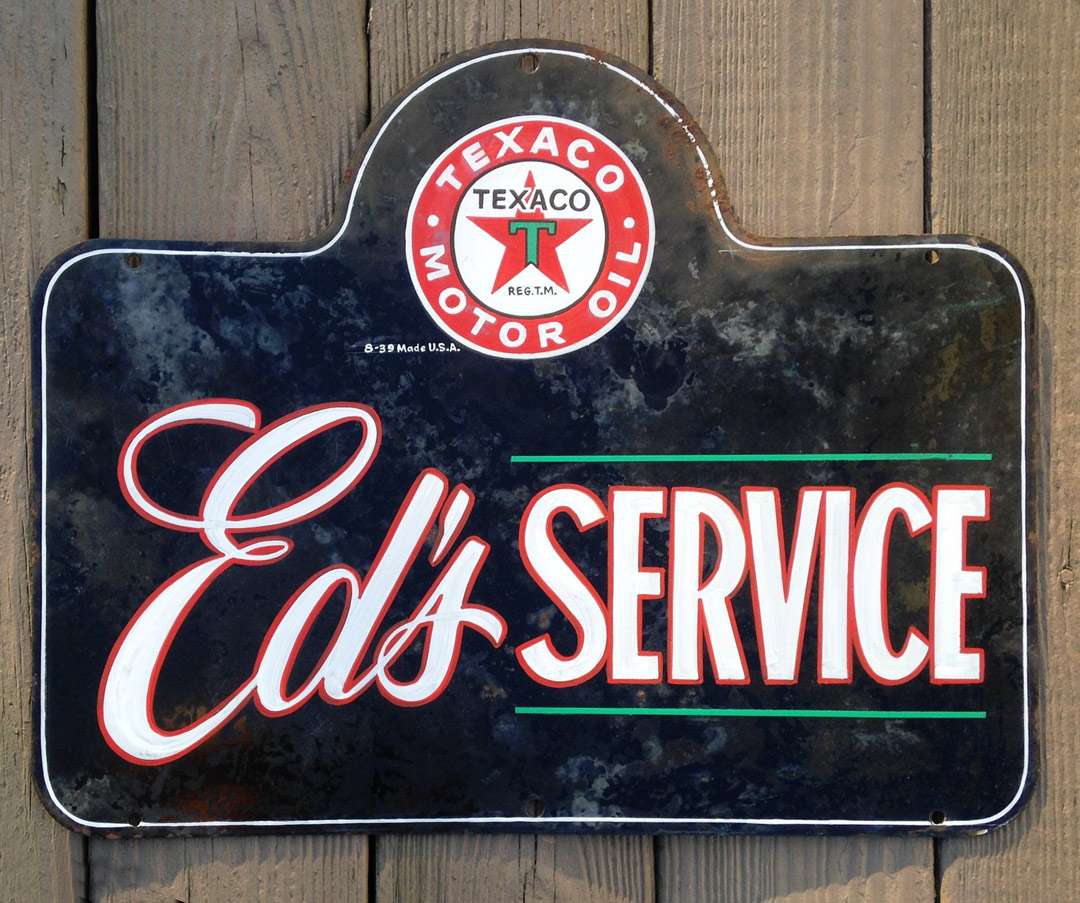 TEXACO
TEXACO
T
REG.T.M.
MOTOR OIL
8-39 Made U.S.A.
Ed's SERVICE